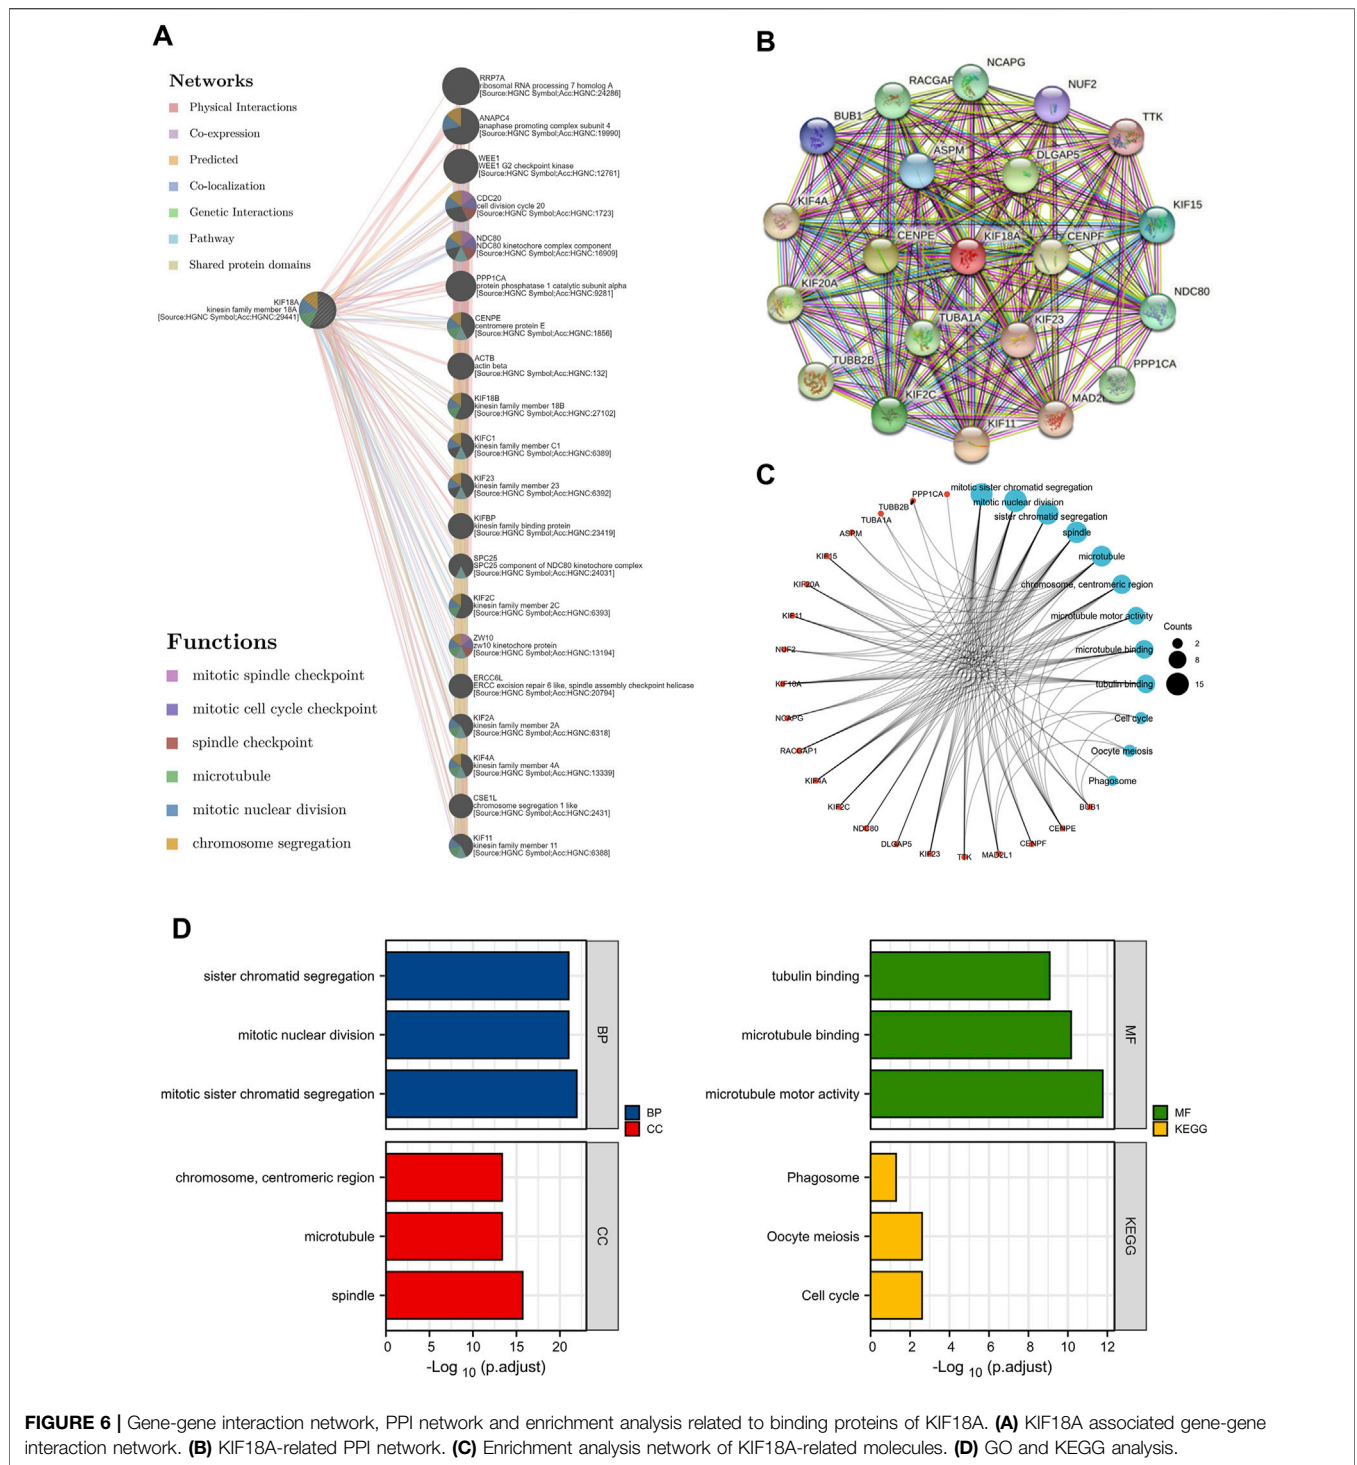 A
Networks
Physical Interactions
Co-expression
Predicted
Co-localization
Genetic Interactions
Pathway
Shared protein domains
KIF18A
kinesin family member 18A
[Source:HGNC Symbol;Acc:HGNC:29441]
RRP7A
ribosomal RNA processing 7 homolog A
[Source:HGNC Symbol;Acc:HGNC:24286]
ANAPC4
anaphase promoting complex subunit 4
[Source:HGNC Symbol;Acc:HGNC:19990]
WEE1
WEE1 G2 checkpoint kinase
[Source:HGNC Symbol;Acc:HGNC:12761]
CDC20
cell division cycle 20
[Source:HGNC Symbol;Acc:HGNC:1723]
NDC80
NDC80 kinetochore complex component
[Source:HGNC Symbol;Acc:HGNC:16909]
PPP1CA
protein phosphatase 1 catalytic subunit alpha
[Source:HGNC Symbol;Acc:HGNC:9281]
CENPE
centromere protein E
[Source:HGNC Symbol;Acc:HGNC:1856]
ACTB
actin beta
[Source:HGNC Symbol;Acc:HGNC:132]
KIF18B
kinesin family member 18B
[Source:HGNC Symbol;Acc:HGNC:27102]
KIFC1
kinesin family member C1
[Source:HGNC Symbol;Acc:HGNC:6389]
KIF23
kinesin family member 23
[Source:HGNC Symbol;Acc:HGNC:6392]
KIFBP
kinesin family binding protein
[Source:HGNC Symbol;Acc:HGNC:23419]
SPC25
SPC25 component of NDC80 kinetochore complex
[Source:HGNC Symbol;Acc:HGNC:24031]
KIF2C
kinesin family member 2C
[Source:HGNC Symbol;Acc:HGNC:6393]
ZW10
zw10 kinetochore protein
[Source:HGNC Symbol;Acc:HGNC:13194]
ERCC6L
ERCC excision repair 6 like, spindle assembly checkpoint helicase
[Source:HGNC Symbol;Acc:HGNC:20794]
KIF2A
kinesin family member 2A
[Source:HGNC Symbol;Acc:HGNC:6318]
KIF4A
kinesin family member 4A
[Source:HGNC Symbol;Acc:HGNC:13339]
CSE1L
chromosome segregation 1 like
[Source:HGNC Symbol;Acc:HGNC:2431]
KIF11
kinesin family member 11
[Source:HGNC Symbol;Acc:HGNC:6388]
Functions
mitotic spindle checkpoint
mitotic cell cycle checkpoint
spindle checkpoint
microtubule
mitotic nuclear division
chromosome segregation
B
NCAPG
RACGAP
NUF2
BUB1
TTK
ASPM
DLGAP5
KIF4A
KIF15
CENPE
KIF18A
CENPF
KIF20A
NDC80
TUBA1A
KIF23
TUBB2B
PPP1CA
KIF2C
MAD2L
KIF11
C
mitotic sister chromatid segregation
mitotic nuclear division
sister chromatid segregation
spindle
microtubule
chromosome, centromeric region
microtubule motor activity
microtubule binding
tubulin binding
Cell cycle
Oocyte meiosis
Phagosome
BUB1
CENPE
CENPF
MAD2L1
TTK
KIF23
DLGAP5
NDC80
KIF2C
KIF4A
RACGAP1
NCAPG
KIF18A
NUF2
KIF11
KIF20A
KIF15
ASPM
TUBA1A
TUBB2B
PPP1CA
Counts
2
8
15
D
sister chromatid segregation
mitotic nuclear division
mitotic sister chromatid segregation
BP
chromosome, centromeric region
microtubule
spindle
CC
0 5 10 15 20
-Log 10 (p.adjust)
BP
CC
tubulin binding
microtubule binding
microtubule motor activity
MF
Phagosome
Oocyte meiosis
Cell cycle
KEGG
0 2 4 6 8 10 12
-Log 10 (p.adjust)
MF
KEGG
FIGURE 6 | Gene-gene interaction network, PPI network and enrichment analysis related to binding proteins of KIF18A. (A) KIF18A associated gene-gene
interaction network. (B) KIF18A-related PPI network. (C) Enrichment analysis network of KIF18A-related molecules. (D) GO and KEGG analysis.